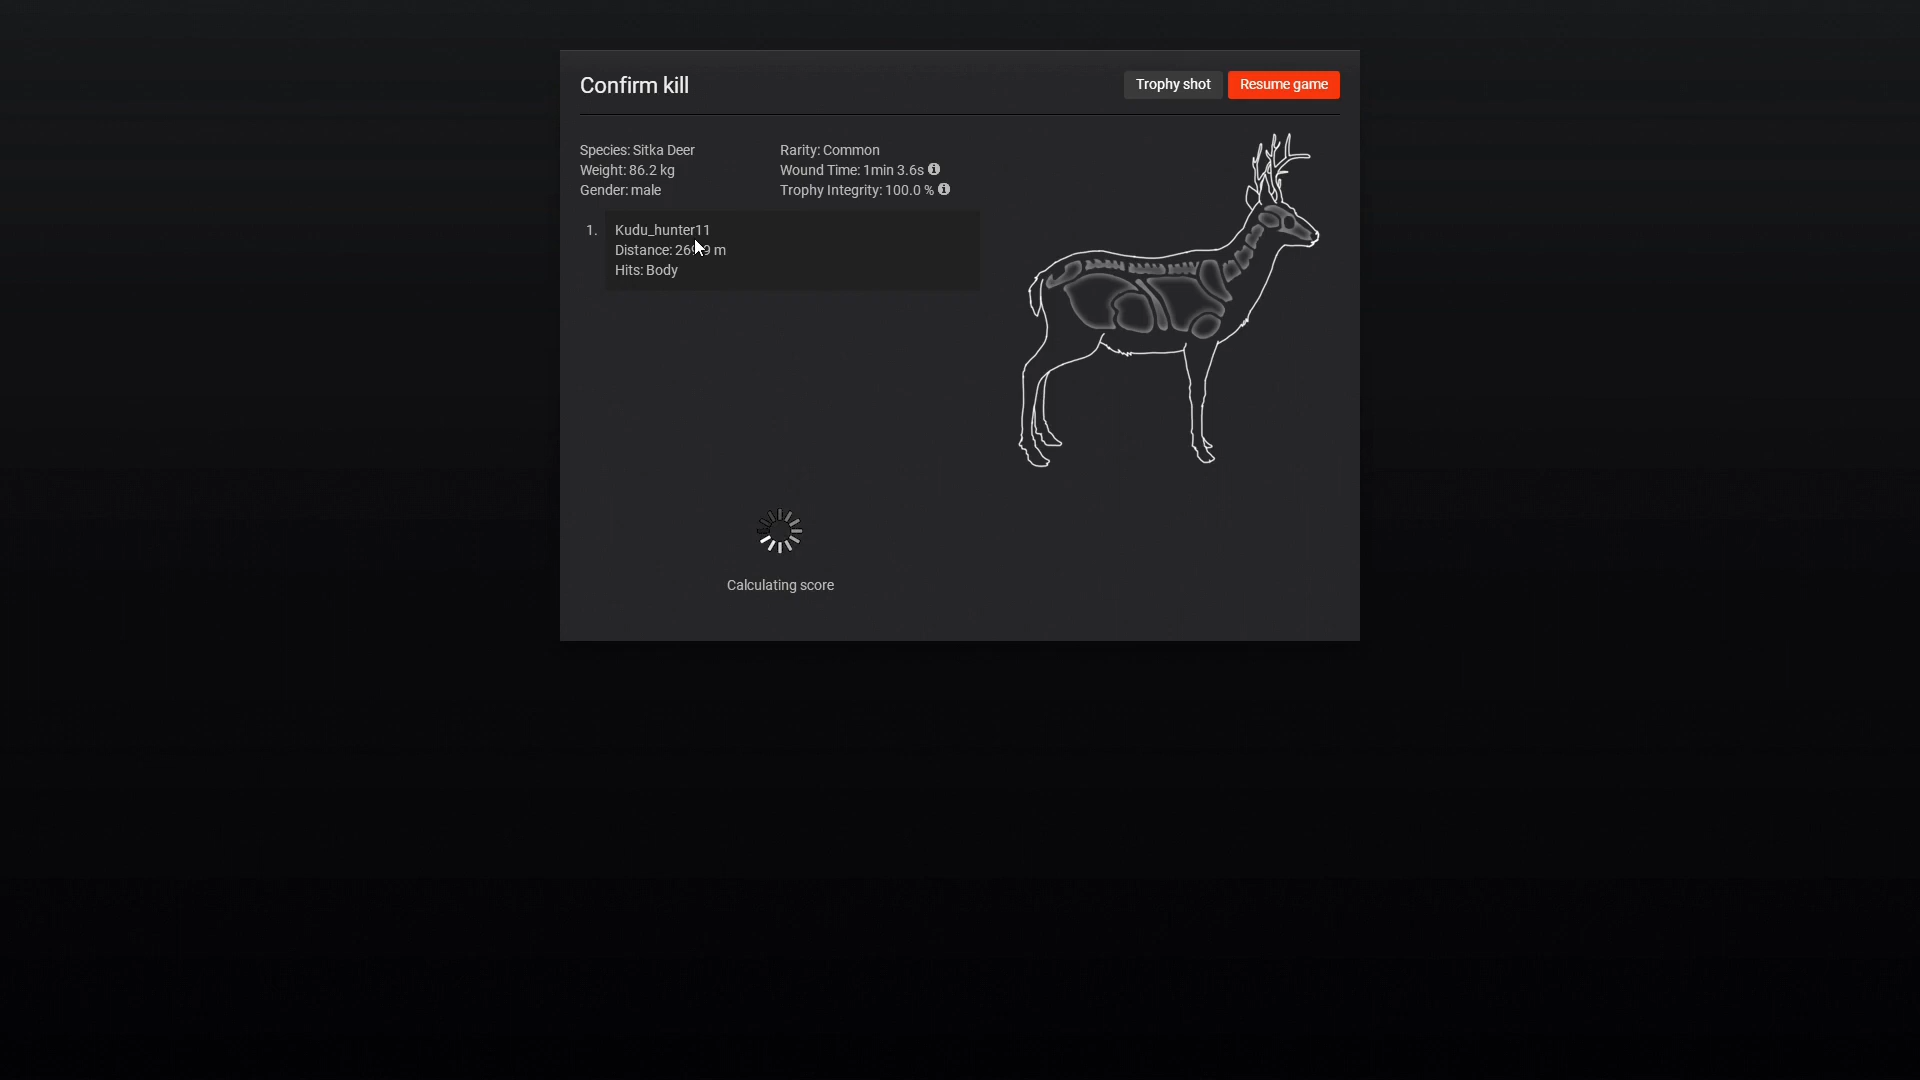 Confirm kill
Trophy shot
Resume game
Species: Sitka Deer
Weight: 86.2 kg
Gender: male
Rarity: Common
Wound Time: 1min 3.6s
Trophy Integrity: 100.0 %
1.
Kudu_hunter11
Distance: m
Hits: Body
Calculating score